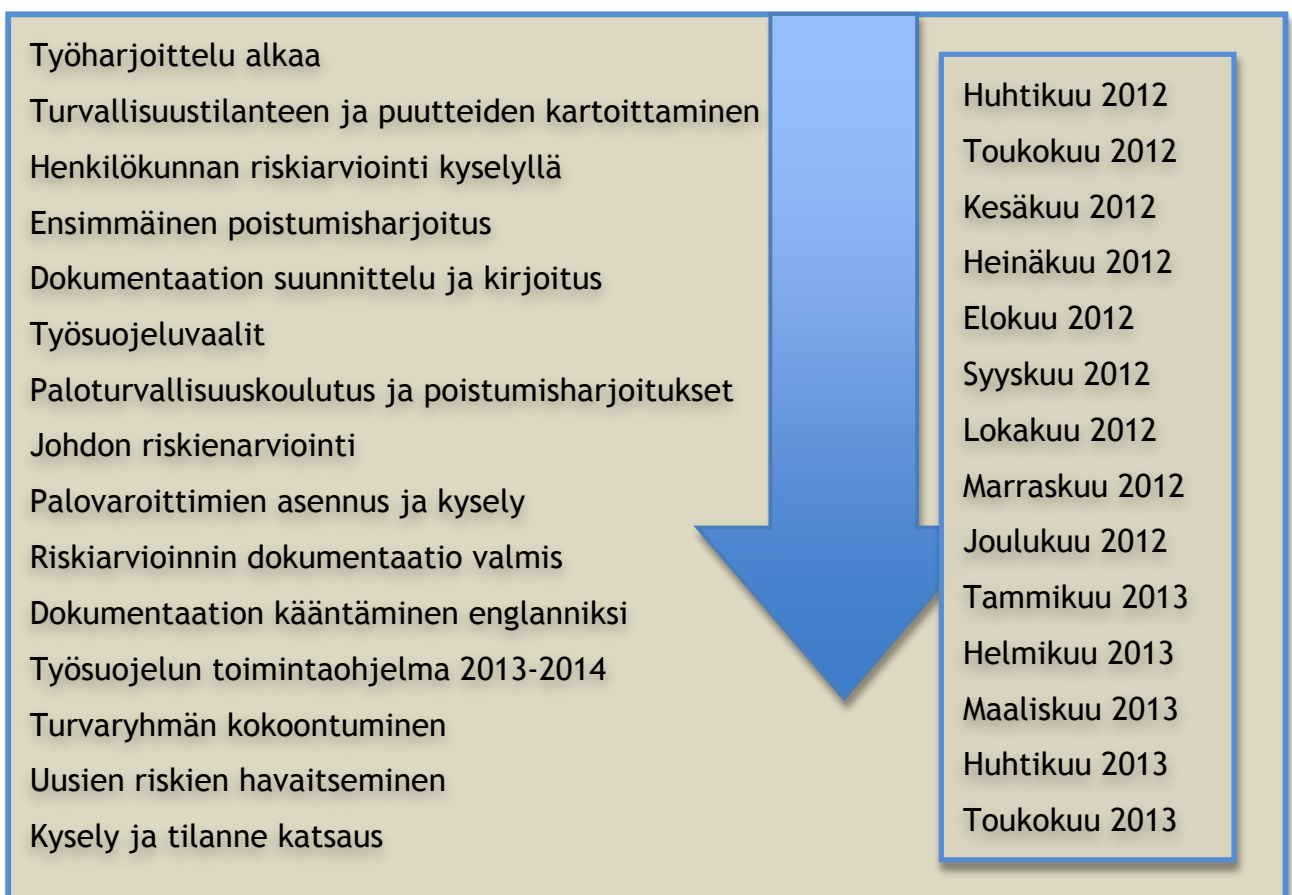 Työharjoittelu alkaa
Turvallisuustilanteen ja puutteiden kartoittaminen
Henkilökunnan riskiarviointi kyselyllä
Ensimmäinen poistumisharjoitus
Dokumentaation suunnittelu ja kirjoitus
Työsuojeluvaalit
Paloturvallisuuskoulutus ja poistumisharjoitukset
Johdon riskienarviointi
Palovaroittimien asennus ja kysely
Riskiarvioinnin dokumentaatio valmis
Dokumentaation kääntäminen englanniksi
Työsuojelun toimintaohjelma 2013-2014
Turvaryhmän kokoontuminen
Uusien riskien havaitseminen
Kysely ja tilanne katsaus
Huhtikuu 2012
Toukokuu 2012
Kesäkuu 2012
Heinäkuu 2012
Elokuu 2012
Syyskuu 2012
Lokakuu 2012
Marraskuu 2012
Joulukuu 2012
Tammikuu 2013
Helmikuu 2013
Maaliskuu 2013
Huhtikuu 2013
Toukokuu 2013